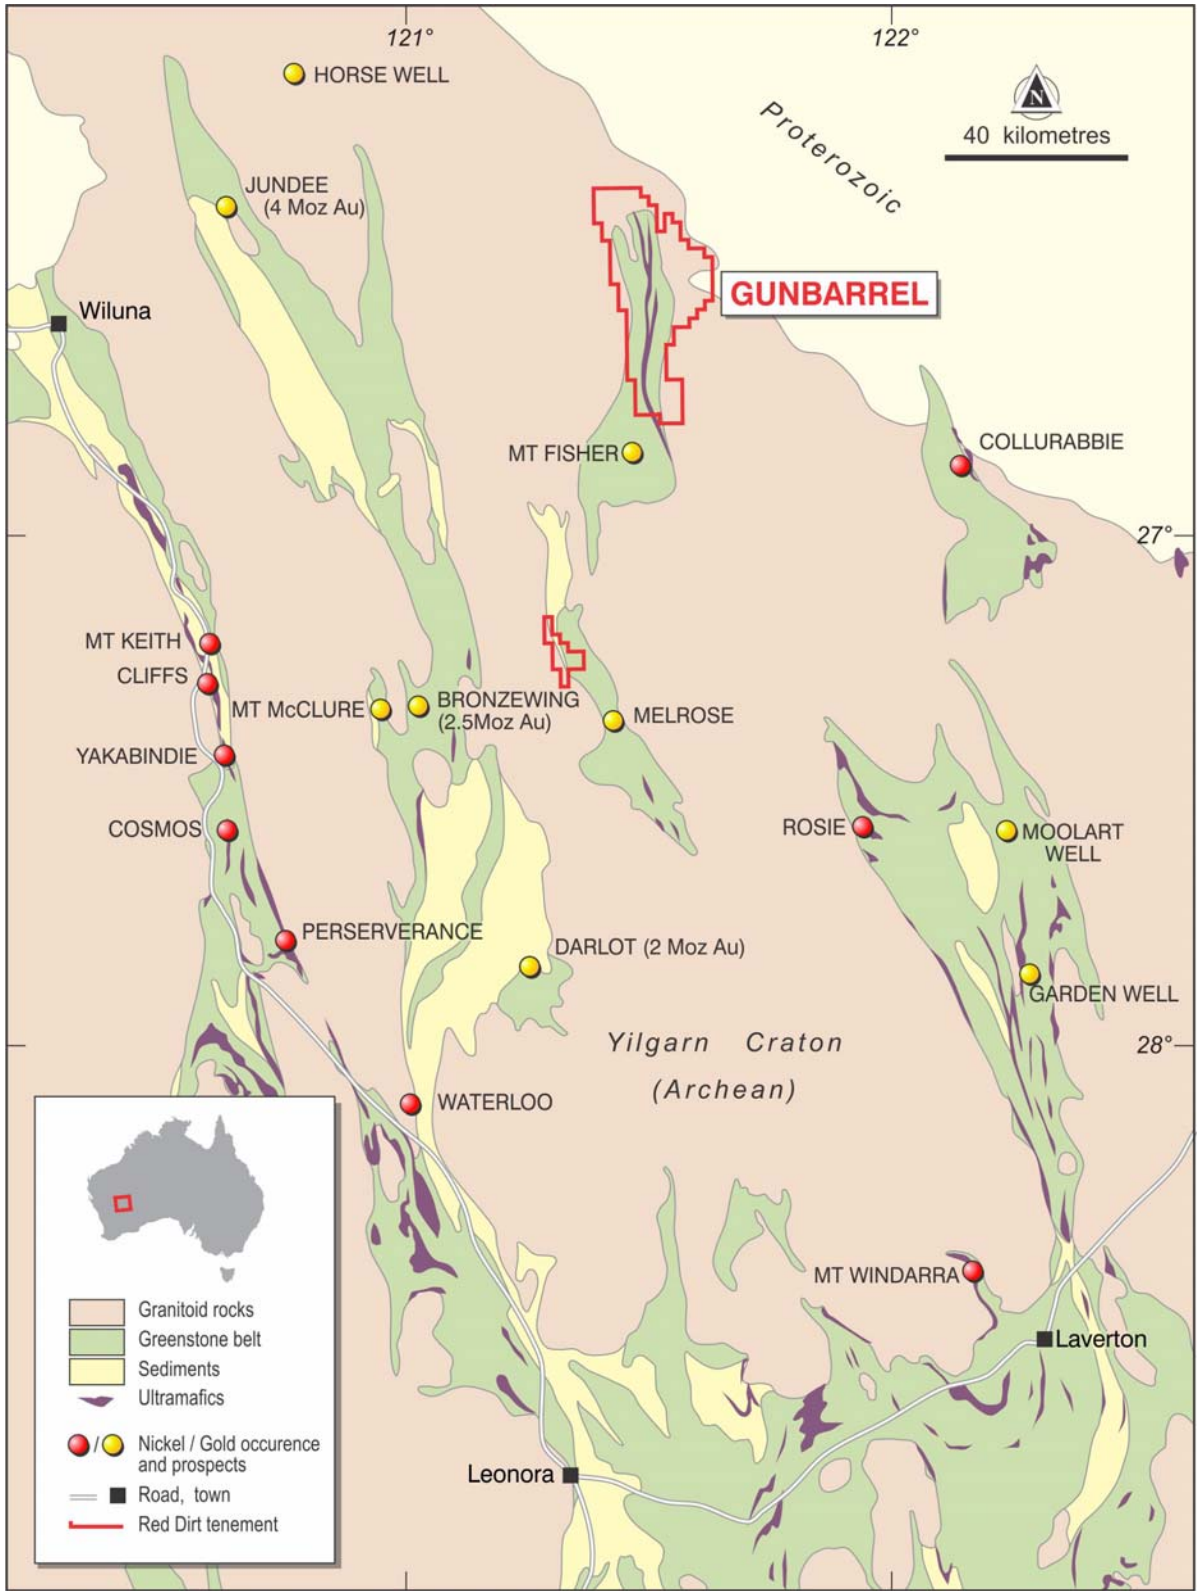 121°
122°
HORSE WELL
N
40 kilometres
Proterozoic
JUNDEE
(4 Moz Au)
GUNBARREL
Wiluna
MT FISHER
COLLURABBIE
27°
MT KEITH
CLIFFS
MT McCLURE
BRONZEWING
(2.5Moz Au)
MELROSE
YAKABINDIE
COSMOS
ROSIE
MOOLART
WELL
PERSERVERANCE
DARLOT (2 Moz Au)
GARDEN WELL
Yilgarn Craton
(Archean)
28°
WATERLOO
MT WINDARRA
Laverton
Leonora
Granitoid rocks
Greenstone belt
Sediments
Ultramafics
/
Nickel / Gold occurence
and prospects
Road, town
Red Dirt tenement